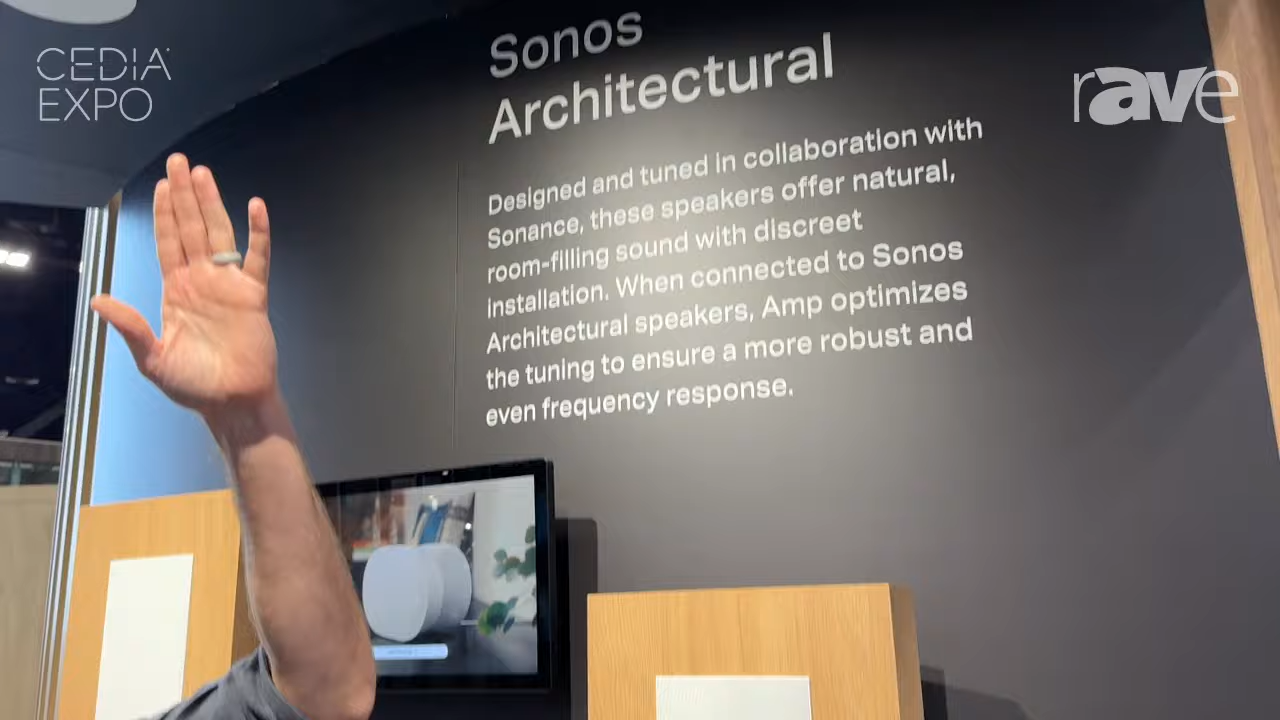 CEDIA
EXPO
rave
Sonos
Architectural
Designed and tuned in collaboration with
Sonance, these speakers offer natural,
room-filling sound with discreet
installation. When connected to Sonos
Architectural speakers, Amp optimizes
the tuning to ensure a more robust and
even frequency response.